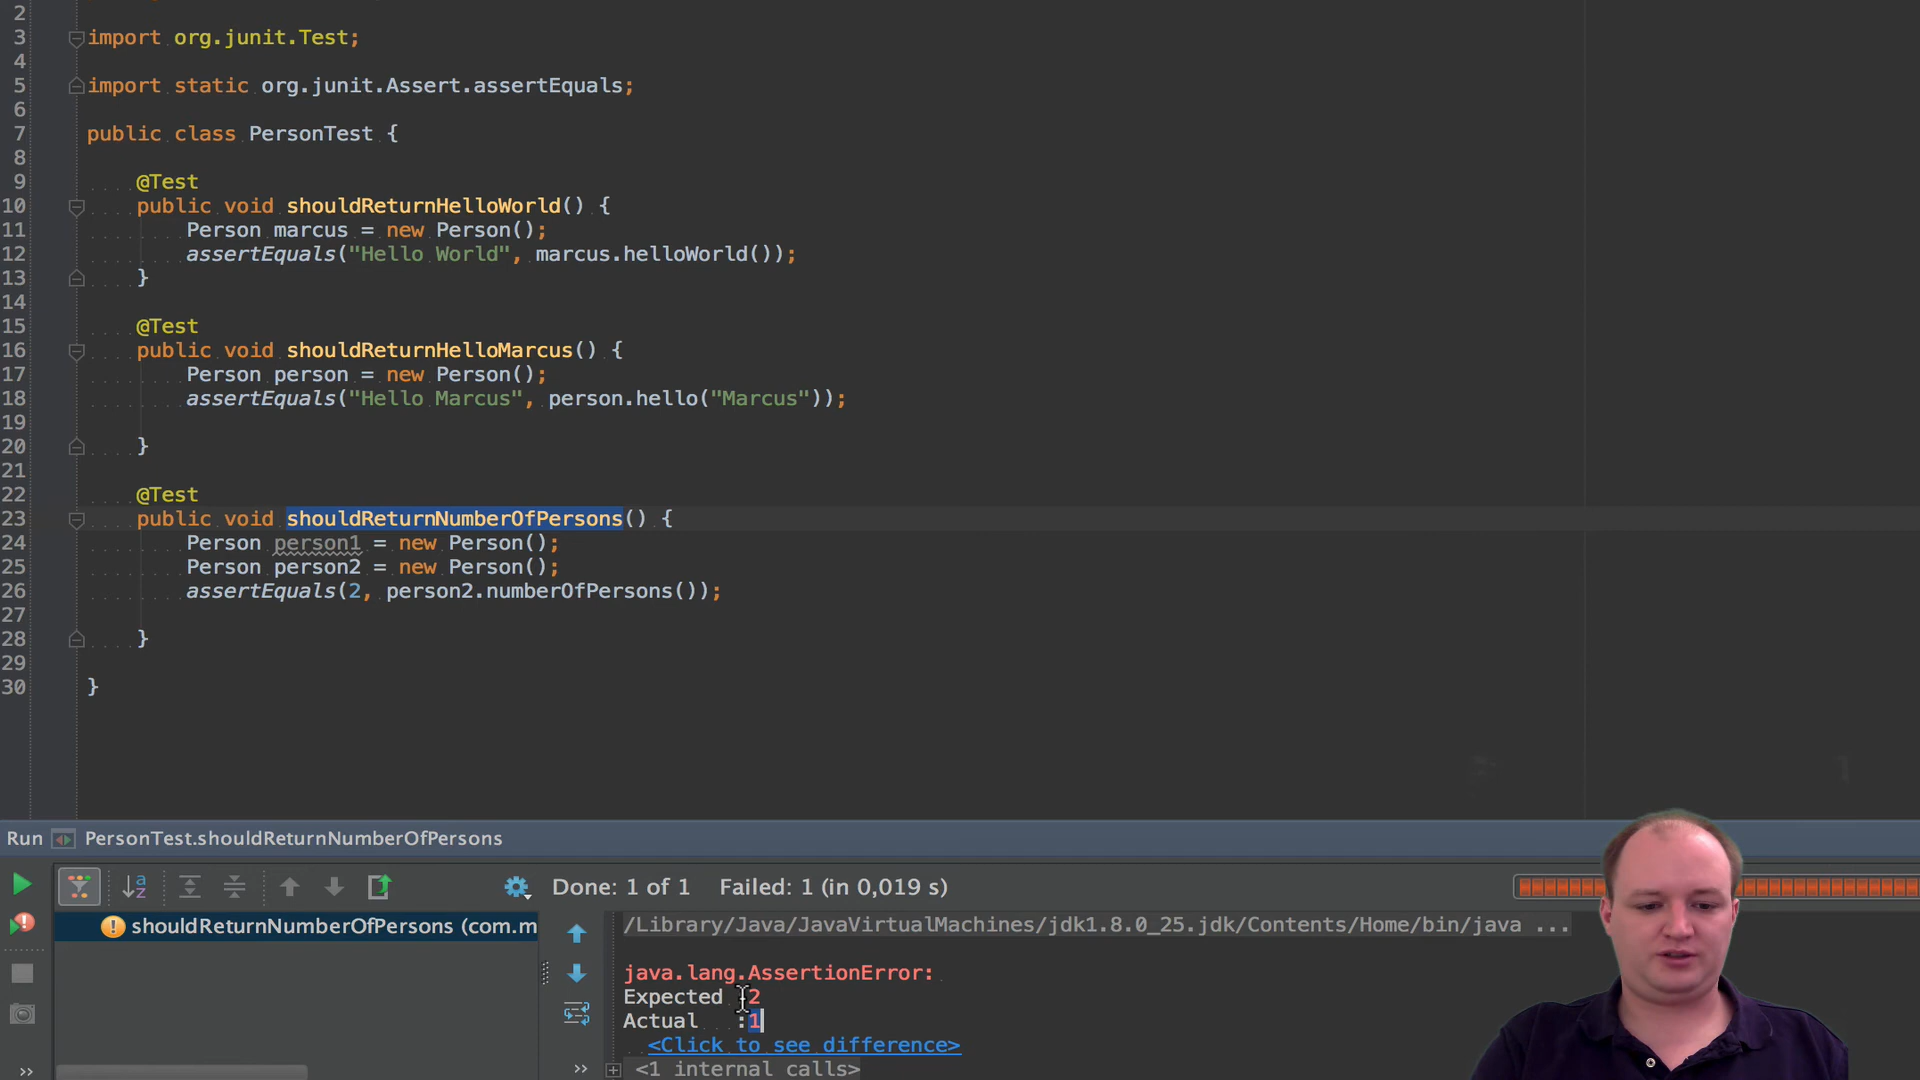 2
3 import org.junit.Test;
4
5 import static org.junit.Assert.assertEquals;
6
7 public class PersonTest {
8
9 @Test
10 public void shouldReturnHelloWorld() {
11 Person marcus = new Person();
12 assertEquals("Hello World", marcus.helloWorld());
13 }
14
15 @Test
16 public void shouldReturnHelloMarcus() {
17 Person person = new Person();
18 assertEquals("Hello Marcus", person.hello("Marcus"));
19
20 }
21
22 @Test
23 public void shouldReturnNumberOfPersons() {
24 Person person1 = new Person();
25 Person person2 = new Person();
26 assertEquals(2, person2.numberOfPersons());
27
28 }
29
30 }
Run PersonTest.shouldReturnNumberOfPersons
Done: 1 of 1 Failed: 1 (in 0,019 s)
shouldReturnNumberOfPersons (com.m
/Library/Java/JavaVirtualMachines/jdk1.8.0_25.jdk/Contents/Home/bin/java ...
java.lang.AssertionError:
Expected :2
Actual :1
<Click to see difference>
<1 internal calls>